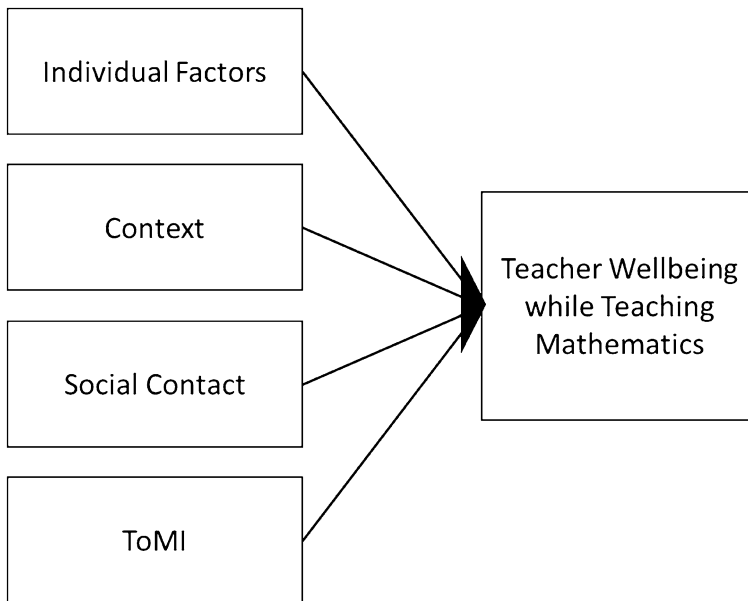 Individual Factors
Context
Social Contact
ToMI
Teacher Wellbeing
while Teaching
Mathematics